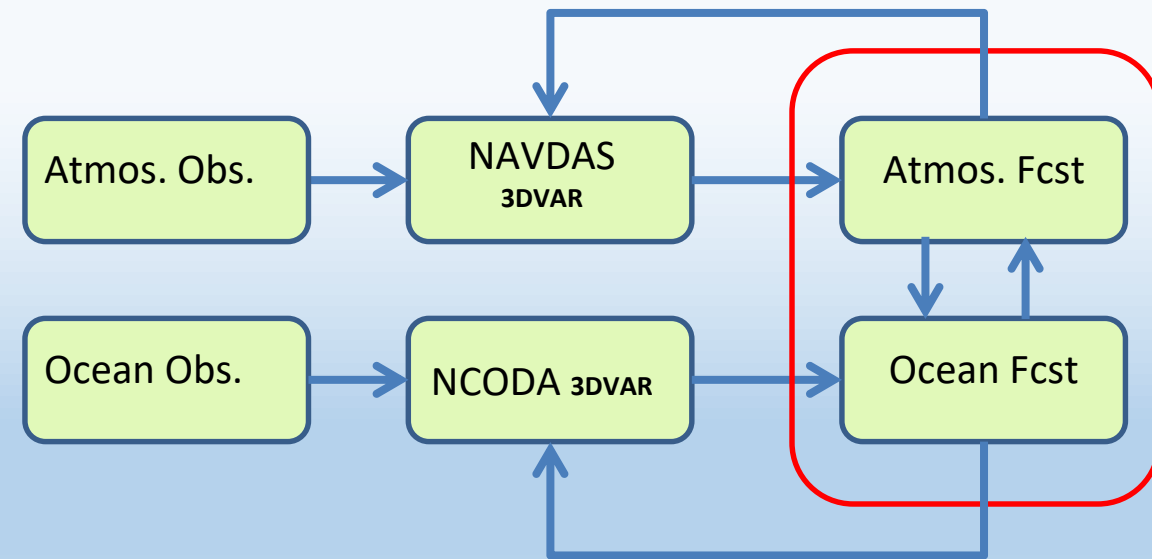 Atmos. Obs.
NAVDAS
3DVAR
Atmos. Fcst
Ocean Obs.
NCODA 3DVAR
Ocean Fcst